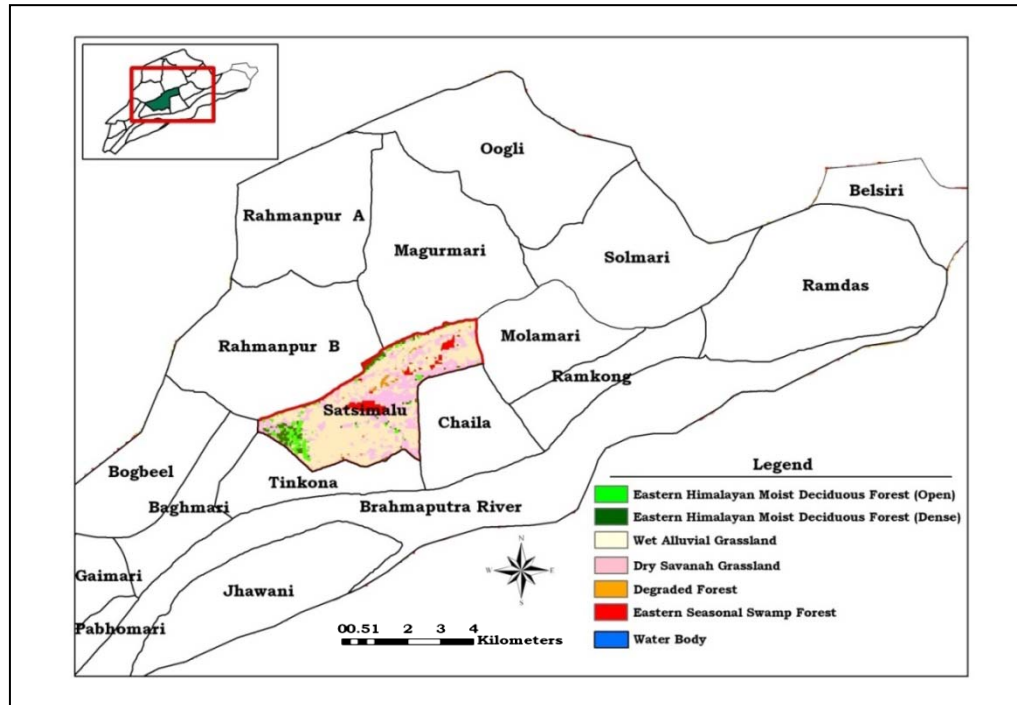 Oogli
Belsiri
Rahmanpur A
Magurmari
Solmari
Ramdas
Rahmanpur B
Molamari
Ramkong
Satsimalu
Chaila
Bogbeel
Tinkona
Baghmari
Brahmaputra River
Gaimari
Jhawani
Pabhomari
N
W E
S
00.51 2 3 4
Kilometers
Legend
Eastern Himalayan Moist Deciduous Forest (Open)
Eastern Himalayan Moist Deciduous Forest (Dense)
Wet Alluvial Grassland
Dry Savanah Grassland
Degraded Forest
Eastern Seasonal Swamp Forest
Water Body